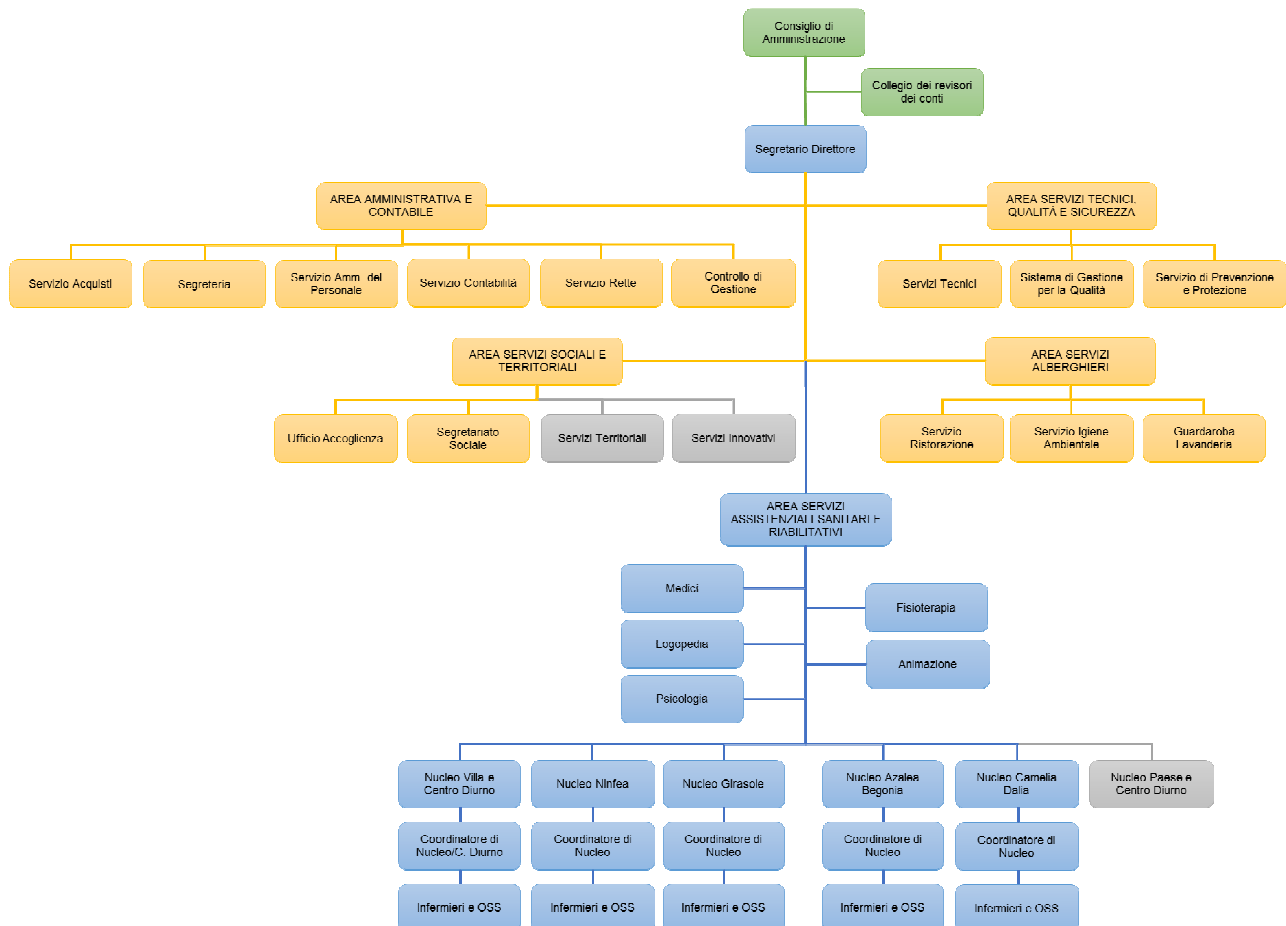 Consiglio di
Amministrazione
Collegio dei revisori
dei conti
Segretario Direttore
AREA AMMINISTRATIVA E
CONTABILE
AREA SERVIZI TECNICI,
QUALITÀ E SICUREZZA
Servizio Acquisti
Segreteria
Servizio Amm. del
Personale
Servizio Contabilità
Servizio Rette
Controllo di
Gestione
Servizi Tecnici
Sistema di Gestione
per la Qualità
Servizio di Prevenzione
e Protezione
AREA SERVIZI SOCIALI E
TERRITORIALI
AREA SERVIZI
ALBERGHIERI
Ufficio Accoglienza
Segretariato
Sociale
Servizi Territoriali
Servizi Innovativi
Servizio
Ristorazione
Servizio Igiene
Ambientale
Guardaroba
Lavanderia
AREA SERVIZI
ASSISTENZIALI SANITARI E
RIABILITATIVI
Medici
Fisioterapia
Logopedia
Animazione
Psicologia
Nucleo Villa e
Centro Diurno
Nucleo Ninfea
Nucleo Girasole
Nucleo Azalea
Begonia
Nucleo Camelia
Dalia
Nucleo Paese e
Centro Diurno
Coordinatore di
Nucleo/C. Diurno
Coordinatore di
Nucleo
Coordinatore di
Nucleo
Coordinatore di
Nucleo
Coordinatore di
Nucleo
Infermieri e OSS
Infermieri e OSS
Infermieri e OSS
Infermieri e OSS
Infermieri e OSS